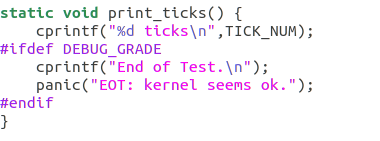 static void print_ticks() {
    cprintf("%d ticks\n",TICK_NUM);
#ifdef DEBUG_GRADE
    cprintf("End of Test.\n");
    panic("EOT: kernel seems ok.");
#endif
}